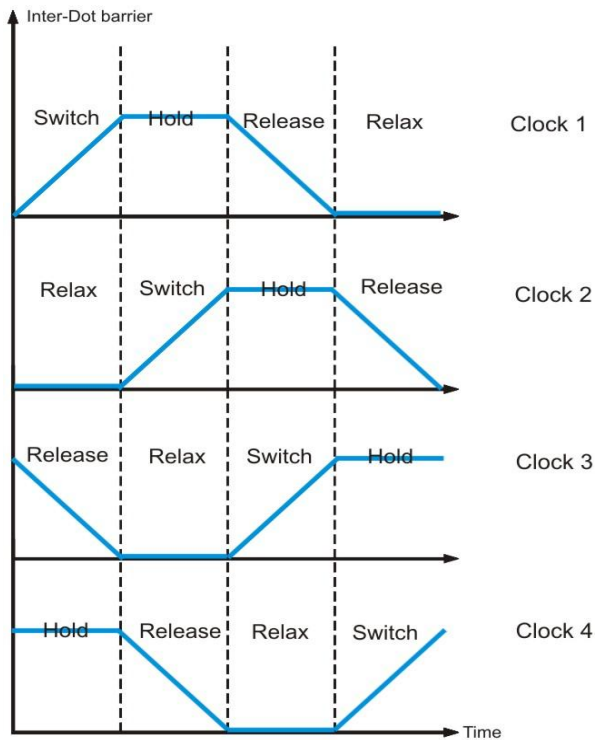 Inter-Dot barrier
Switch Hold Release Relax Clock 1
Relax Switch Hold Release Clock 2
Release Relax Switch Hold Clock 3
Hold Release Relax Switch Clock 4
Time